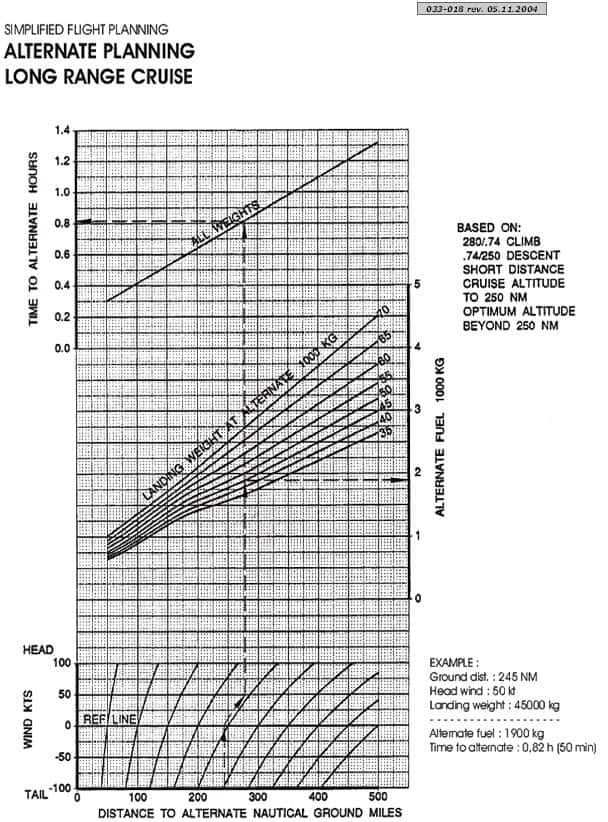 033-018 rev. 05.11.2004
SIMPLIFIED FLIGHT PLANNING
ALTERNATE PLANNING
LONG RANGE CRUISE
TIME TO ALTERNATE HOURS
1.4
1.2
1.0
0.8
0.6
0.4
0.2
0.0
ALL WEIGHTS
BASED ON:
280/.74 CLIMB
.74/250 DESCENT
SHORT DISTANCE
CRUISE ALTITUDE
TO 250 NM
OPTIMUM ALTITUDE
BEYOND 250 NM
LANDING WEIGHT AT ALTERNATE 1000 KG
70
65
60
55
50
45
40
35
5
4
3
2
1
0
ALTERNATE FUEL 1000 KG
HEAD
100
50
0
-50
-100
TAIL
WIND KTS
REF LINE
0
100
200
300
400
500
DISTANCE TO ALTERNATE NAUTICAL GROUND MILES
EXAMPLE :
Ground dist. : 245 NM
Head wind : 50 kt
Landing weight : 45000 kg
- - - - - - - - - - - - - - - - - - -
Alternate fuel : 1900 kg
Time to alternate : 0,82 h (50 min)